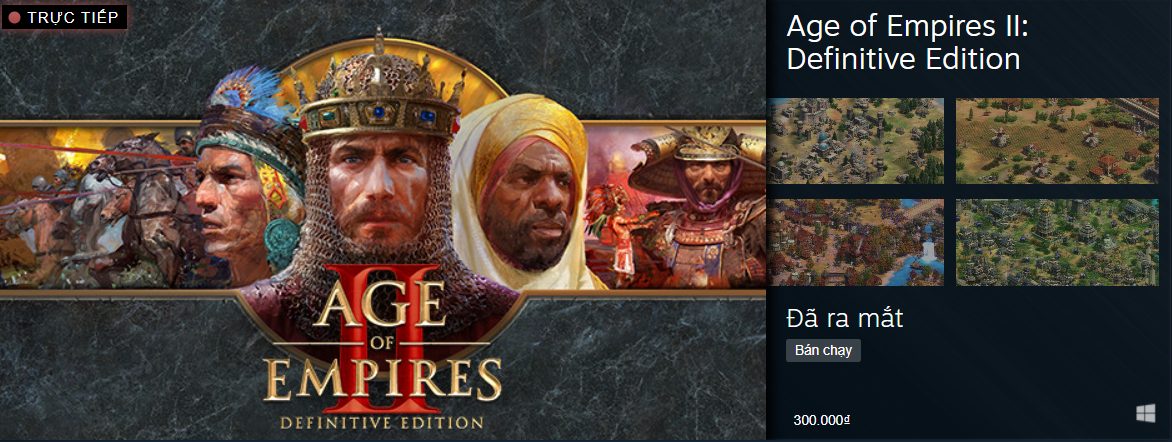 TRỰC TIẾP
AGE
OF
EMPIRES
II
DEFINITIVE EDITION
Age of Empires II:
Definitive Edition
Đã ra mắt
Bán chạy
300.000₫